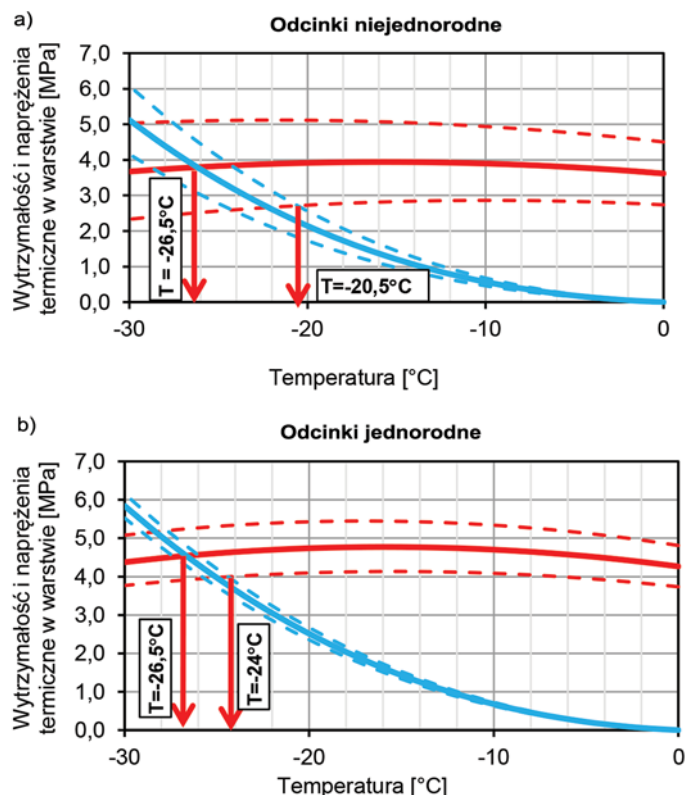 a)
Odcinki niejednorodne
Wytrzymałość i naprężenia
termiczne w warstwie [MPa]
7,0
6,0
5,0
4,0
3,0
2,0
1,0
0,0
T = -26,5°C
T=-20,5°C
-30
-20
-10
0
Temperatura [°C]
b)
Odcinki jednorodne
Wytrzymałość i naprężenia
termiczne w warstwie [MPa]
7,0
6,0
5,0
4,0
3,0
2,0
1,0
0,0
T=-26,5°C
T=-24°C
-30
-20
-10
0
Temperatura [°C]